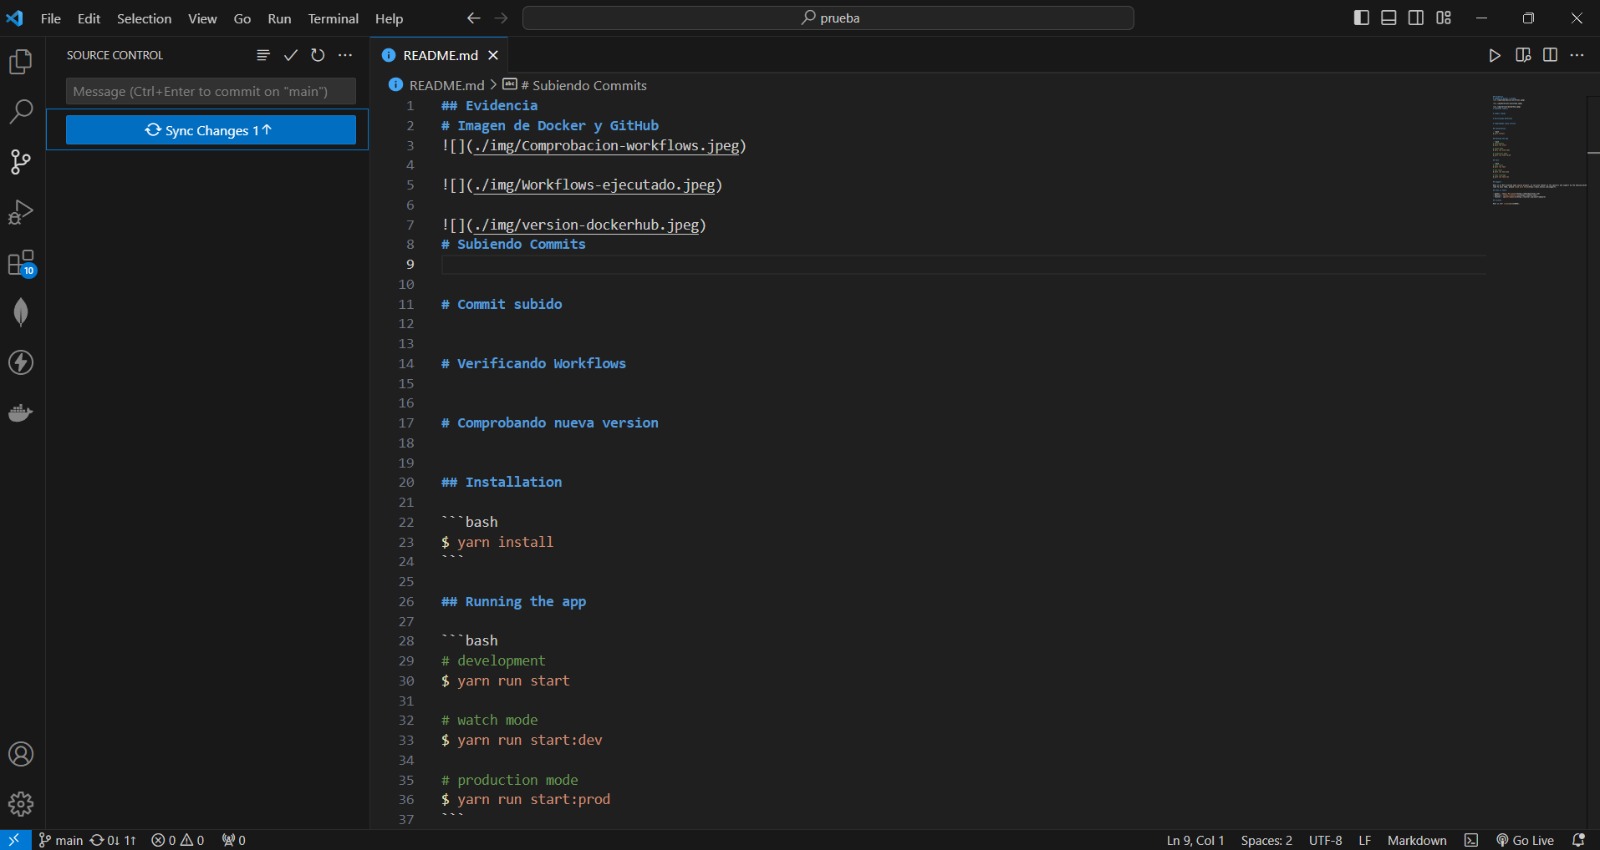 File Edit Selection View Go Run Terminal Help
prueba
SOURCE CONTROL
Message (Ctrl+Enter to commit on "main")
Sync Changes 1↑
10
README.md
README.md > # Subiendo Commits
1 ## Evidencia
2 # Imagen de Docker y GitHub
3 ![](./img/Comprobacion-workflows.jpeg)
4
5 ![](./img/Workflows-ejecutado.jpeg)
6
7 ![](./img/version-dockerhub.jpeg)
8 # Subiendo Commits
9
10
11 # Commit subido
12
13
14 # Verificando Workflows
15
16
17 # Comprobando nueva version
18
19
20 ## Installation
21
22 ```bash
23 $ yarn install
24 ```
25
26 ## Running the app
27
28 ```bash
29 # development
30 $ yarn run start
31
32 # watch mode
33 $ yarn run start:dev
34
35 # production mode
36 $ yarn run start:prod
37 ```
main 0↓ 1↑ 0 0 0 Ln 9, Col 1 Spaces: 2 UTF-8 LF Markdown Go Live